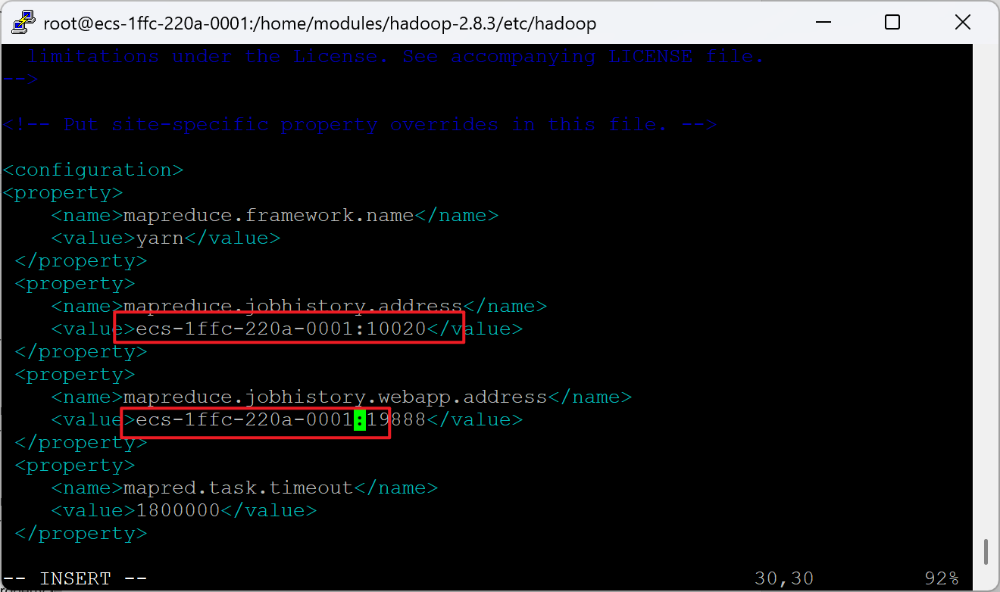 root@ecs-1ffc-220a-0001:/home/modules/hadoop-2.8.3/etc/hadoop
limitations under the License. See accompanying LICENSE file.
-->
<!-- Put site-specific property overrides in this file. -->
<configuration>
<property>
<name>mapreduce.framework.name</name>
<value>yarn</value>
</property>
<property>
<name>mapreduce.jobhistory.address</name>
<value>ecs-1ffc-220a-0001:10020</value>
</property>
<property>
<name>mapreduce.jobhistory.webapp.address</name>
<value>ecs-1ffc-220a-0001:19888</value>
</property>
<property>
<name>mapred.task.timeout</name>
<value>1800000</value>
</property>
-- INSERT -- 30,30 92%